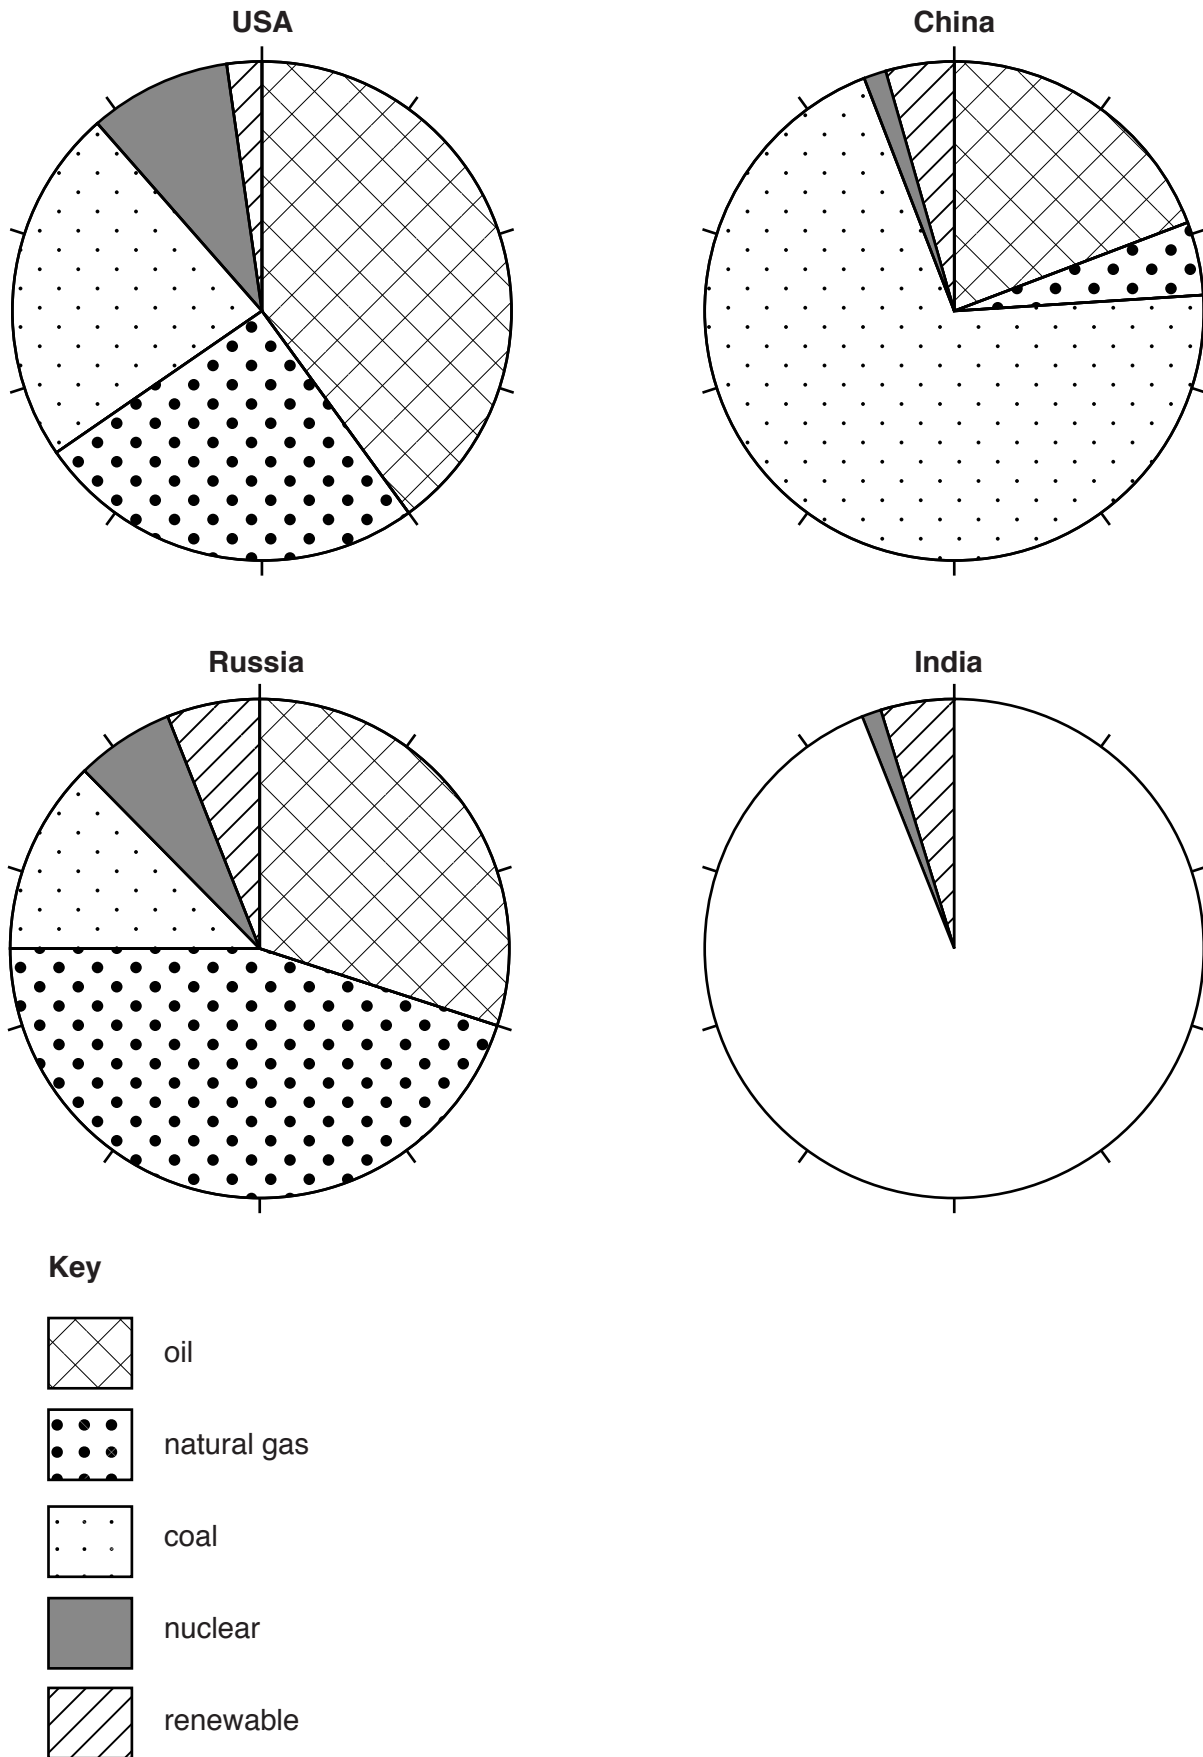 USA
China
Russia
India
Key
oil
natural gas
coal
nuclear
renewable